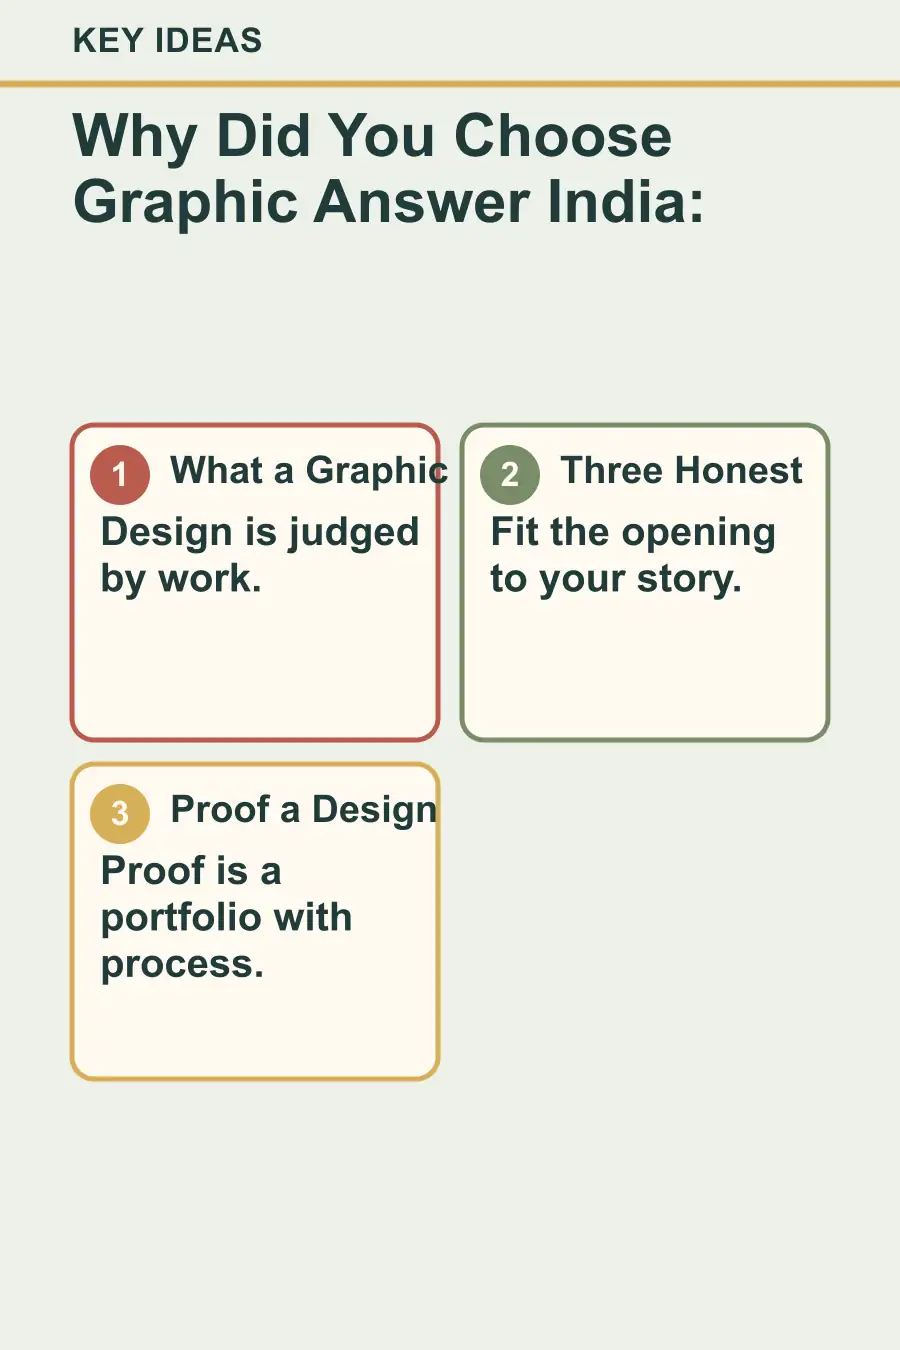 KEY IDEAS
Why Did You Choose
Graphic Answer India:
1 What a Graphic
Design is judged
by work.
2 Three Honest
Fit the opening
to your story.
3 Proof a Design
Proof is a
portfolio with
process.